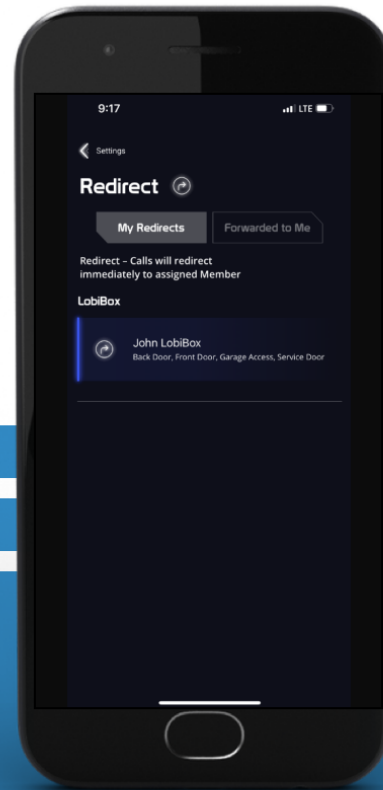 9:17
LTE
Settings
Redirect
My Redirects
Forwarded to Me
Redirect – Calls will redirect
immediately to assigned Member
LobiBox
John LobiBox
Back Door, Front Door, Garage Access, Service Door